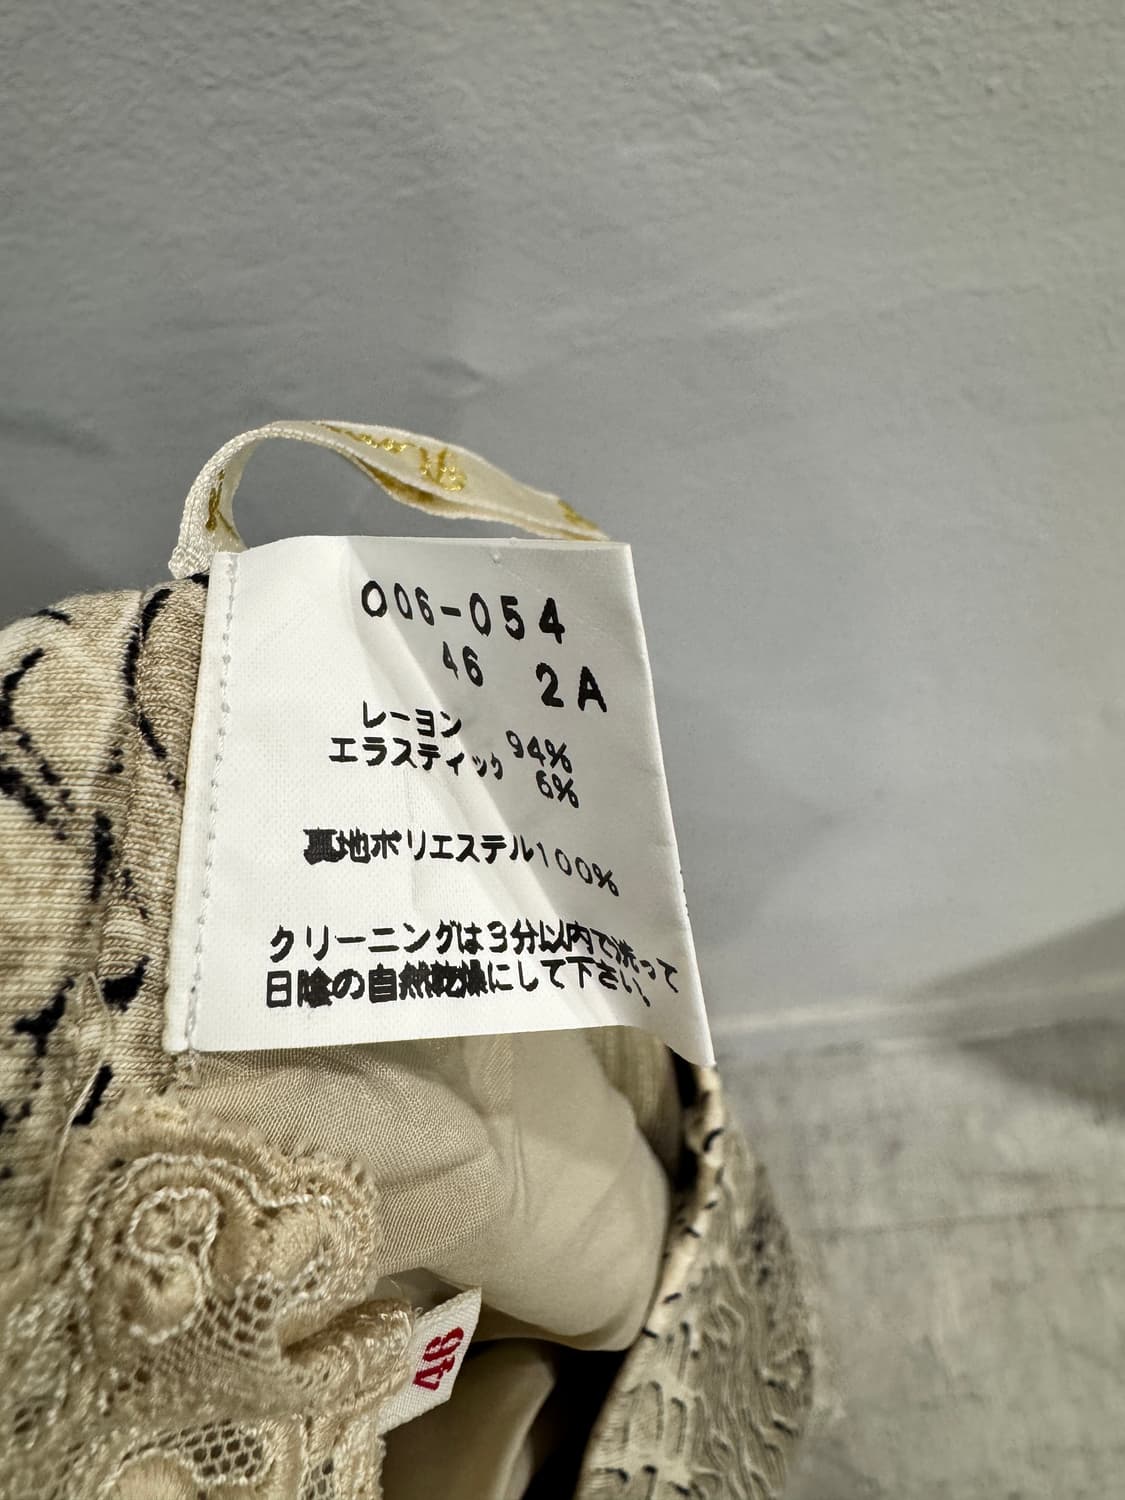 006-054
46 2A
レーヨン 94%
エラスティック 6%
裏地ポリエステル100%
クリーニングは3分以内で洗って
日陰の自然乾燥にして下さい。
46